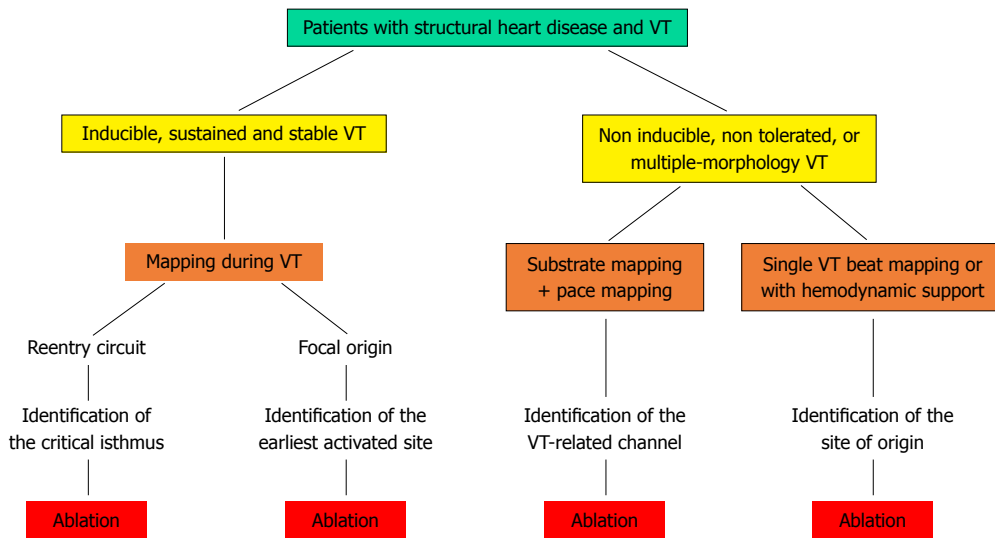 Patients with structural heart disease and VT
Inducible, sustained and stable VT
Non inducible, non tolerated, or
multiple-morphology VT
Mapping during VT
Substrate mapping
+ pace mapping
Single VT beat mapping or
with hemodynamic support
Reentry circuit
Focal origin
Identification of
the critical isthmus
Identification of the
earliest activated site
Identification of the
VT-related channel
Identification of the
site of origin
Ablation
Ablation
Ablation
Ablation